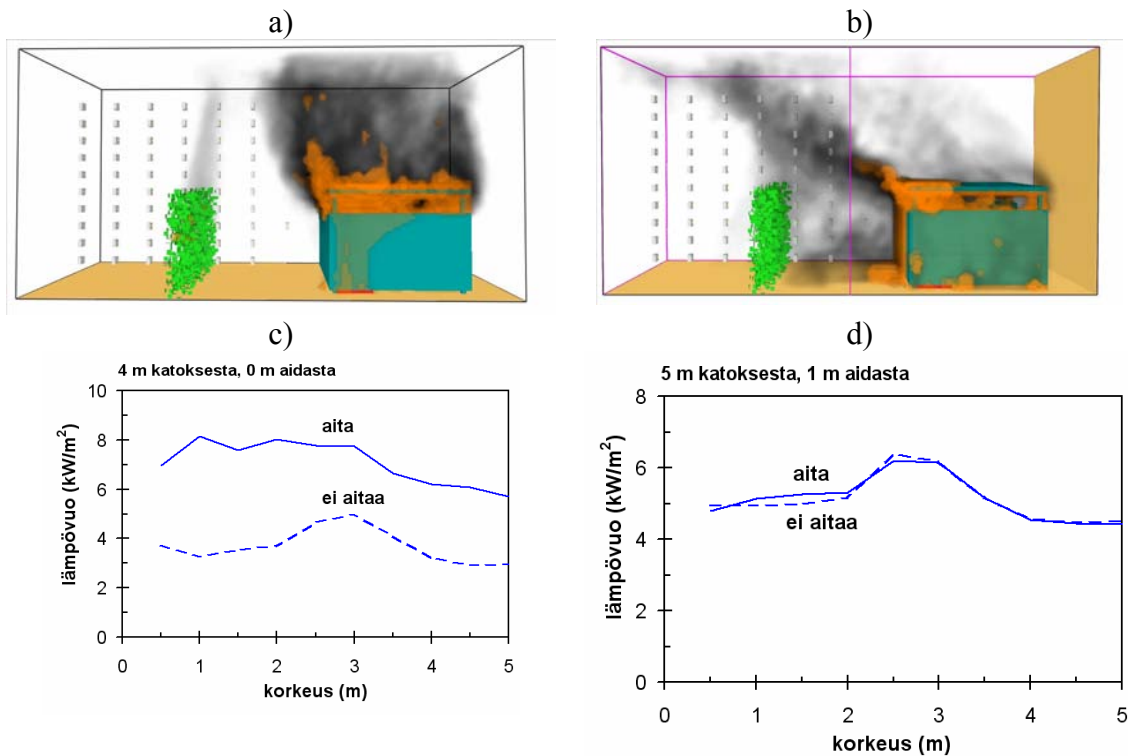 a)
b)
c)
d)
4 m katoksesta, 0 m aidasta
10
8
6
4
2
0
lämpövuo (kW/m²)
aita
ei aitaa
0 1 2 3 4 5
korkeus (m)
5 m katoksesta, 1 m aidasta
8
6
4
2
0
lämpövuo (kW/m²)
aita
ei aitaa
0 1 2 3 4 5
korkeus (m)